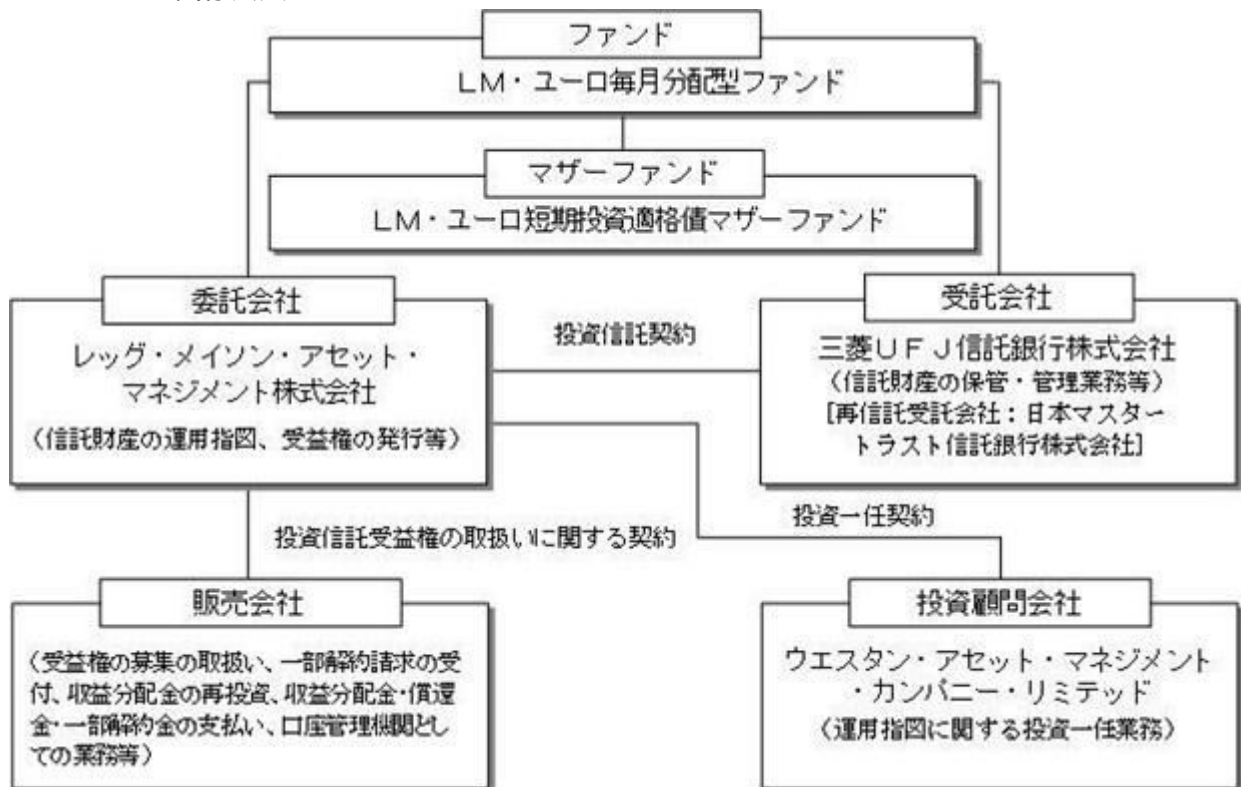 ファンド
LM・ユーロ毎月分配型ファンド
マザーファンド
LM・ユーロ短期投資適格債マザーファンド
委託会社
レッグ・メイソン・アセット・
マネジメント株式会社
（信託財産の運用指図、受益権の発行等）
投資信託契約
受託会社
三菱UFJ信託銀行株式会社
（信託財産の保管・管理業務等）
[再信託受託会社：日本マスター
トラスト信託銀行株式会社]
投資信託受益権の取扱いに関する契約
投資一任契約
販売会社
（受益権の募集の取扱い、一部解約請求の受
付、収益分配金の再投資、収益分配金・償還
金・一部解約金の支払い、口座管理機関とし
ての業務等）
投資顧問会社
ウエスタン・アセット・マネジメント
・カンパニー・リミテッド
（運用指図に関する投資一任業務）